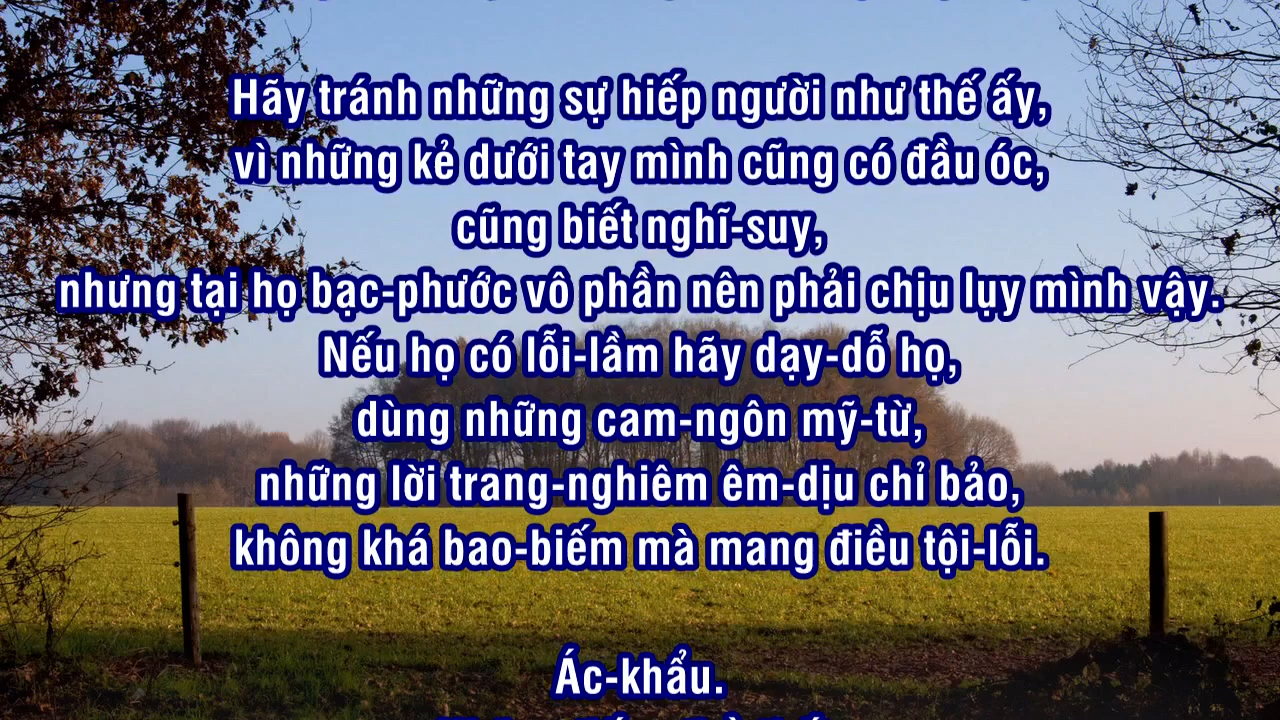 Hãy tránh những sự hiếp người như thế ấy,
vì những kẻ dưới tay mình cũng có đầu óc,
cũng biết nghĩ-suy,
nhưng tại họ bạc-phước vô phần nên phải chịu lụy mình vậy.
Nếu họ có lỗi-lầm hãy dạy-dỗ họ,
dùng những cam-ngôn mỹ-từ,
những lời trang-nghiêm êm-dịu chỉ bảo,
không khá bao-biếm mà mang điều tội-lỗi.
Ác-khẩu.